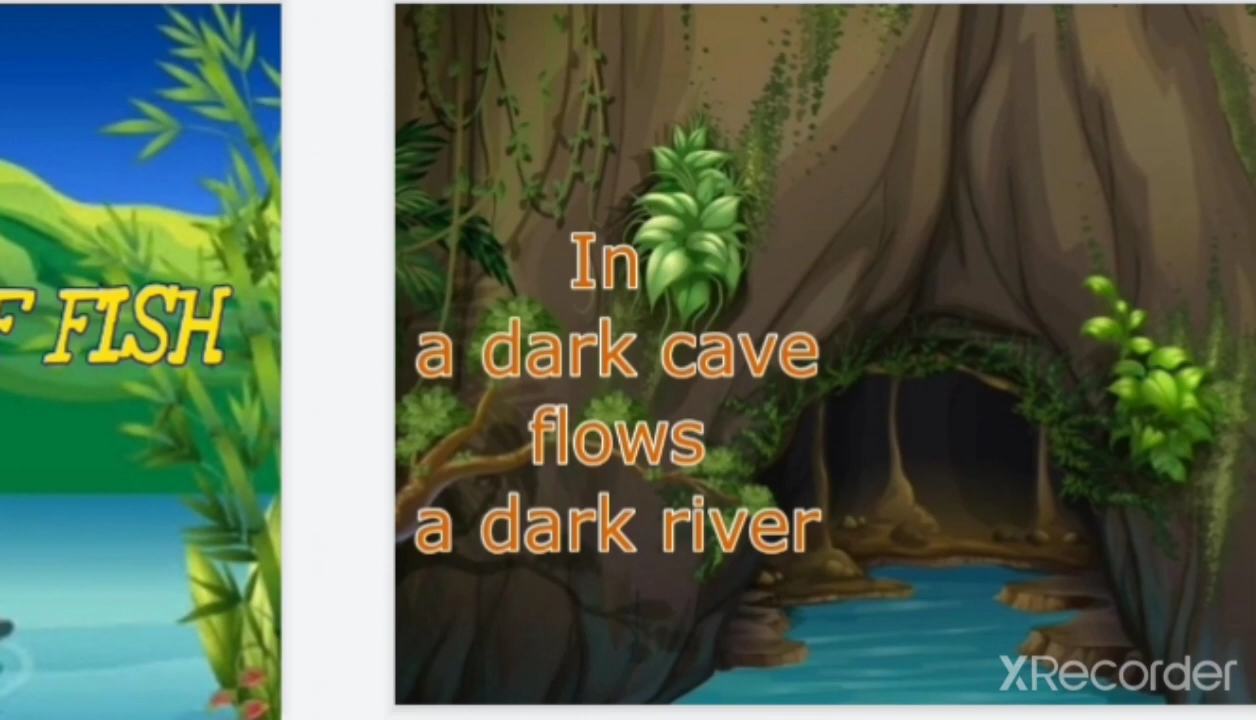 F FISH
In
a dark cave
flows
a dark river
XRecorder